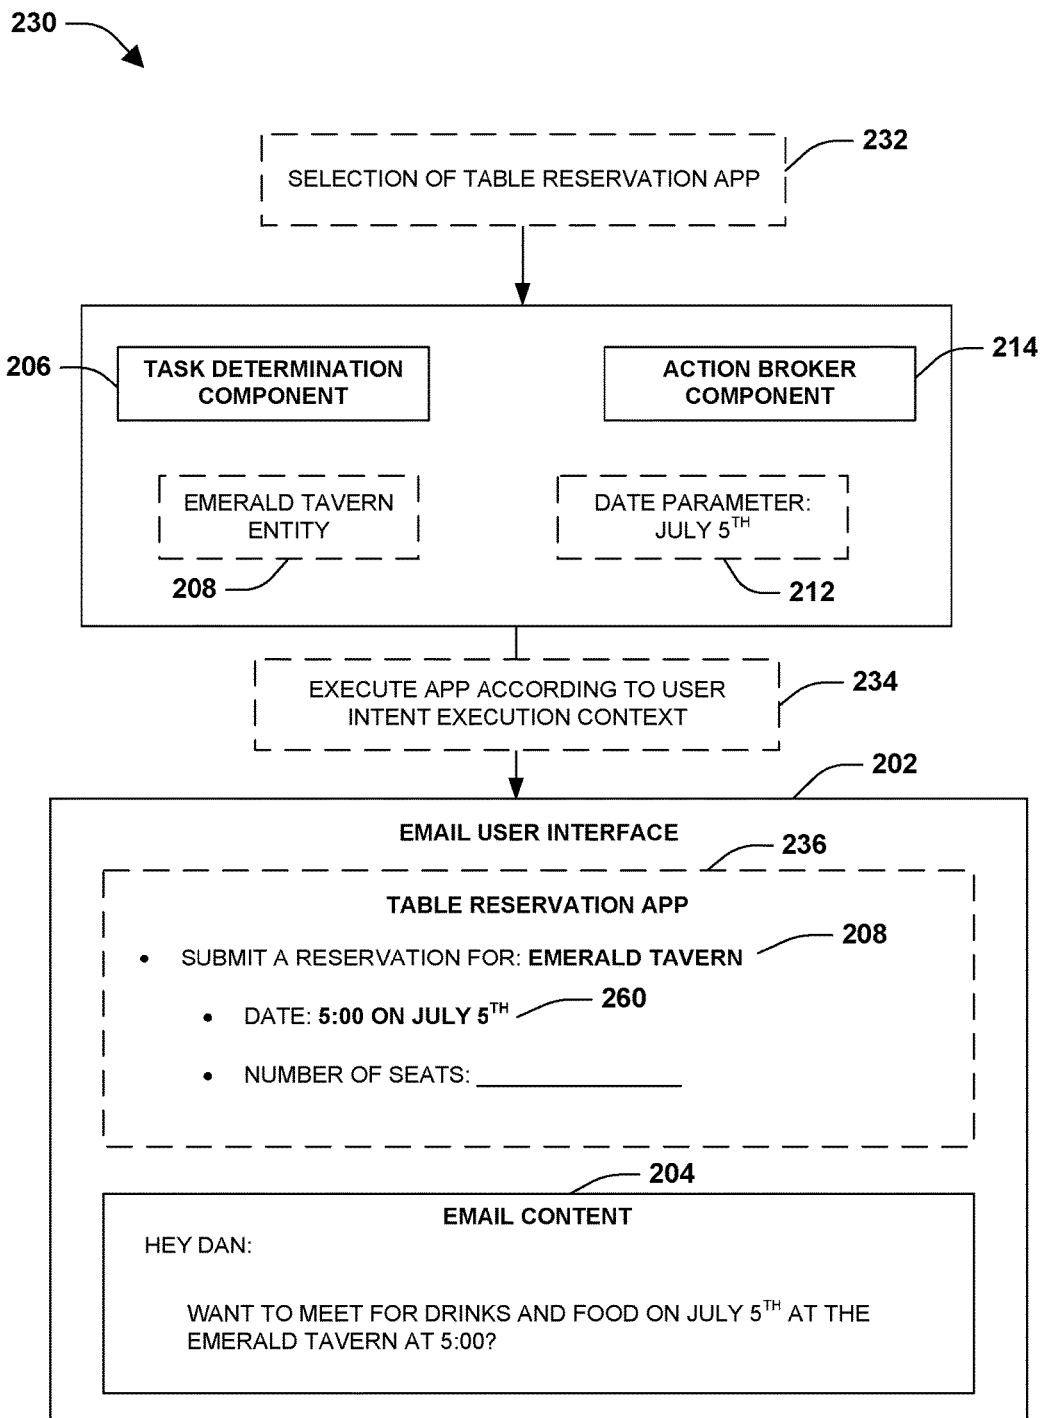 230
232
SELECTION OF TABLE RESERVATION APP
206
TASK DETERMINATION
COMPONENT
214
ACTION BROKER
COMPONENT
EMERALD TAVERN
ENTITY
208
DATE PARAMETER:
JULY 5TH
212
234
EXECUTE APP ACCORDING TO USER
INTENT EXECUTION CONTEXT
202
EMAIL USER INTERFACE
236
TABLE RESERVATION APP
208
• SUBMIT A RESERVATION FOR: EMERALD TAVERN
260
• DATE: 5:00 ON JULY 5TH
• NUMBER OF SEATS: ________________
204
EMAIL CONTENT
HEY DAN:
WANT TO MEET FOR DRINKS AND FOOD ON JULY 5TH AT THE
EMERALD TAVERN AT 5:00?